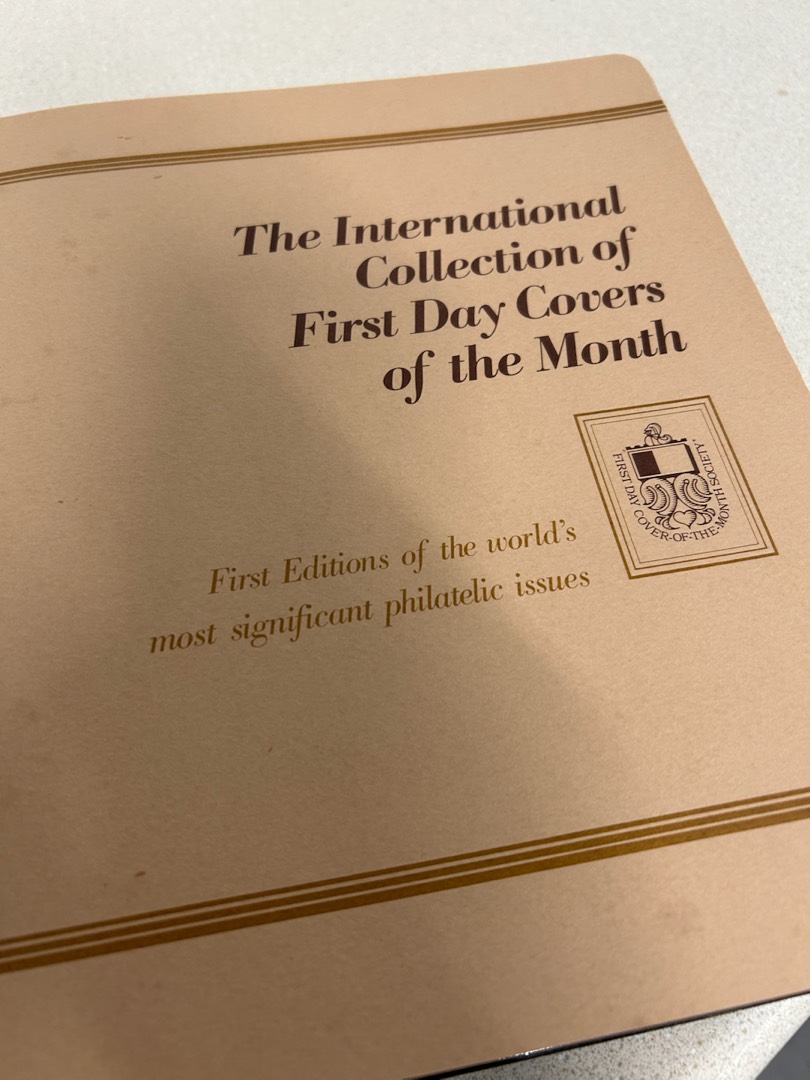 The International
Collection of
First Day Covers
of the Month
FIRST DAY COVER-OF-THE-MONTH SOCIETY
First Editions of the world's
most significant philatelic issues